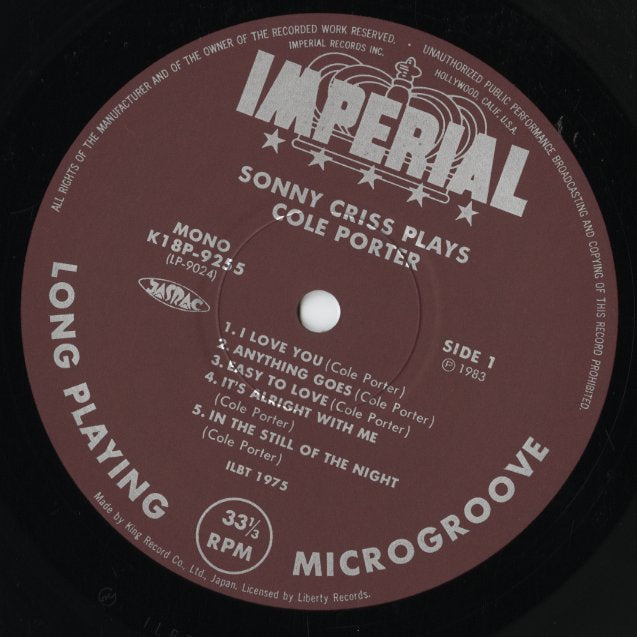 ALL RIGHTS OF THE MANUFACTURER AND OF THE OWNER OF THE RECORDED WORK RESERVED. • UNAUTHORIZED PUBLIC PERFORMANCE BROADCASTING AND COPYING OF THIS RECORD PROHIBITED.
IMPERIAL RECORDS INC.
HOLLYWOOD, CALIF, U.S.A.
IMPERIAL
SONNY CRISS PLAYS
COLE PORTER
MONO
K18P-9255
(LP-9024)
JASRAC
SIDE 1
Ⓟ 1983
1. I LOVE YOU (Cole Porter)
2. ANYTHING GOES (Cole Porter)
3. EASY TO LOVE (Cole Porter)
4. IT'S ALRIGHT WITH ME
(Cole Porter)
5. IN THE STILL OF THE NIGHT
(Cole Porter)
ILBT 1975
LONG PLAYING
33⅓
RPM
MICROGROOVE
Made by King Record Co., Ltd., Japan. Licensed by Liberty Records.